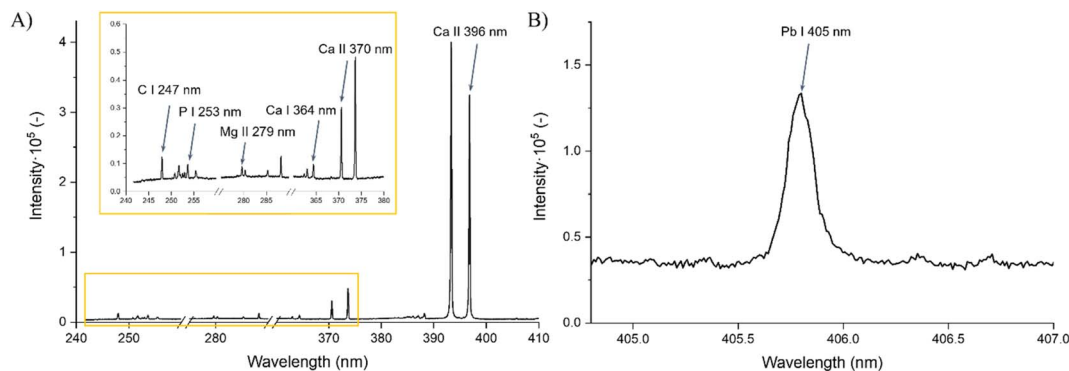 A)
B)
0.6
0.5
0.4
0.3
0.2
0.1
0.0
240 248 250 255 280 285 365 370 373 380
C I 247 nm
P I 253 nm
Mg II 279 nm
Ca I 364 nm
Ca II 370 nm
Ca II 396 nm
4
3
2
1
0
Intensity·10⁵ (-)
240 250 280 370 390 400 410
Wavelength (nm)
Pb I 405 nm
1.5
1.0
0.5
0.0
Intensity·10⁵ (-)
405.0 405.5 406.0 406.5 407.0
Wavelength (nm)